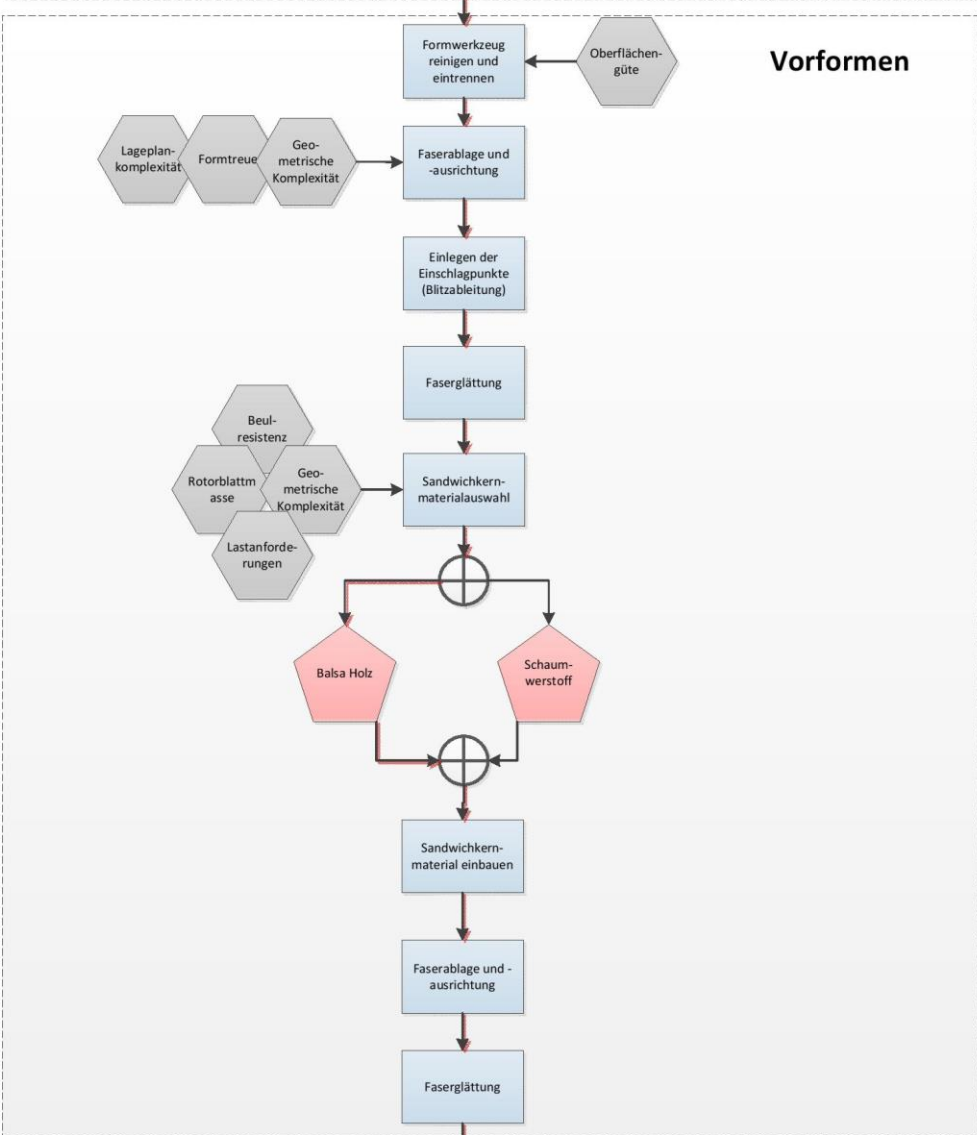 Vorformen
Formwerkzeug
reinigen und
eintrennen
Oberflächen-
güte
Lageplan-
komplexität
Formtreue
Geo-
metrische
Komplexität
Faserablage und
-ausrichtung
Einlegen der
Einschlagpunkte
(Blitzableitung)
Faserglättung
Beul-
resistenz
Rotorblattm
asse
Geo-
metrische
Komplexität
Lastanforde-
rungen
Sandwichkern-
materialauswahl
Balsa Holz
Schaum-
werstoff
Sandwichkern-
material einbauen
Faserablage und -
ausrichtung
Faserglättung